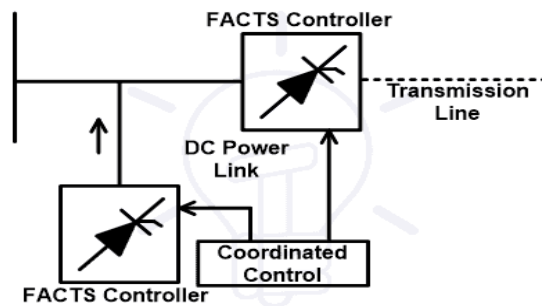 FACTS Controller
Transmission
Line
DC Power
Link
Coordinated
Control
FACTS Controller